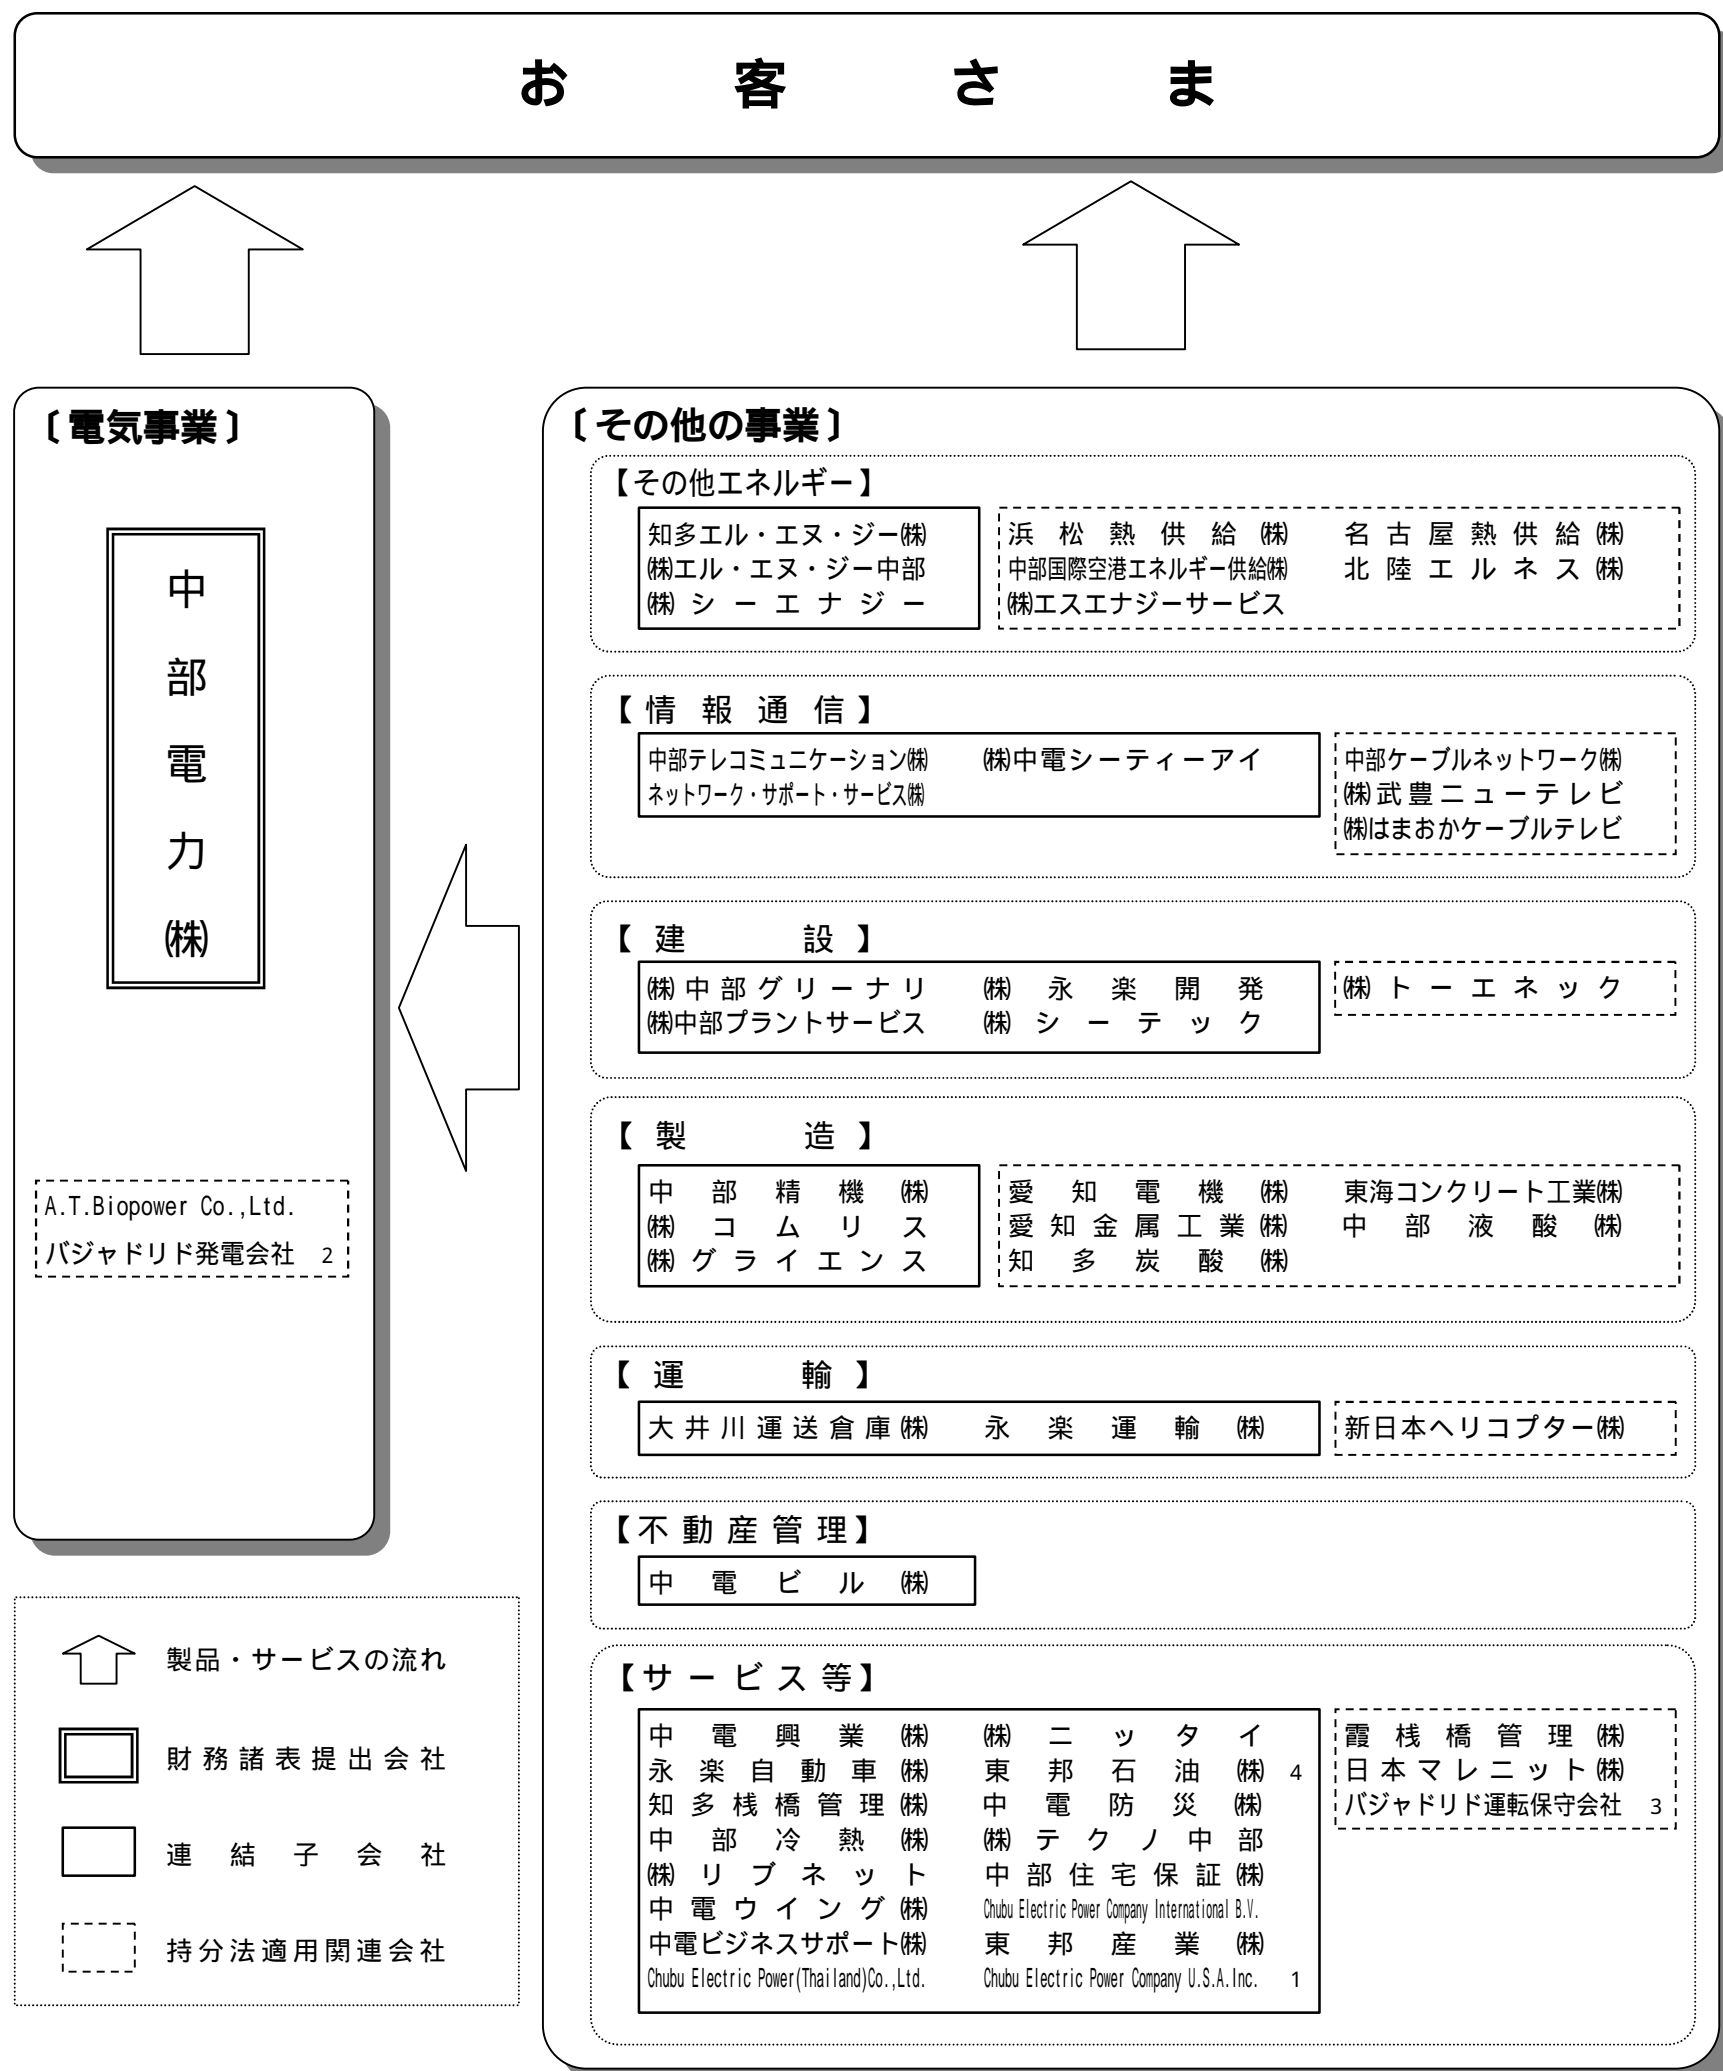 お客さま
〔電気事業〕
中部電力㈱
A.T.Biopower Co.,Ltd.
バジャドリド発電会社 2
〔その他の事業〕
【その他エネルギー】
知多エル・エヌ・ジー㈱
㈱エル・エヌ・ジー中部
㈱シーエナジー
浜松熱供給㈱ 名古屋熱供給㈱
中部国際空港エネルギー供給㈱ 北陸エルネス㈱
㈱エスエナジーサービス
【情報通信】
中部テレコミュニケーション㈱ ㈱中電シーティーアイ
ネットワーク・サポート・サービス㈱
中部ケーブルネットワーク㈱
㈱武豊ニューテレビ
㈱はまおかケーブルテレビ
【建設】
㈱中部グリーナリ ㈱永楽開発
㈱中部プラントサービス ㈱シーテック
㈱トーエネック
【製造】
中部精機㈱
㈱コムリス
㈱グライエンス
愛知電機㈱ 東海コンクリート工業㈱
愛知金属工業㈱ 中部液酸㈱
知多炭酸㈱
【運輸】
大井川運送倉庫㈱ 永楽運輸㈱
新日本ヘリコプター㈱
【不動産管理】
中電ビル㈱
【サービス等】
中電興業㈱ ㈱ニッタイ
永楽自動車㈱ 東邦石油㈱ 4
知多桟橋管理㈱ 中電防災㈱
中部冷熱㈱ ㈱テクノ中部
㈱リブネット 中部住宅保証㈱
中電ウイング㈱ Chubu Electric Power Company International B.V.
中電ビジネスサポート㈱ 東邦産業㈱
Chubu Electric Power(Thailand)Co.,Ltd. Chubu Electric Power Company U.S.A.Inc. 1
霞桟橋管理㈱
日本マレニット㈱
バジャドリド運転保守会社 3
製品・サービスの流れ
財務諸表提出会社
連結子会社
持分法適用関連会社